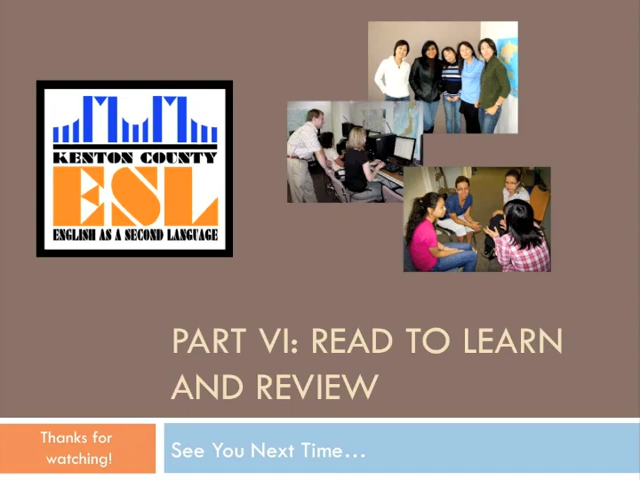 KENTON COUNTY
ESL
ENGLISH AS A SECOND LANGUAGE
PART VI: READ TO LEARN
AND REVIEW
Thanks for
watching!
See You Next Time...